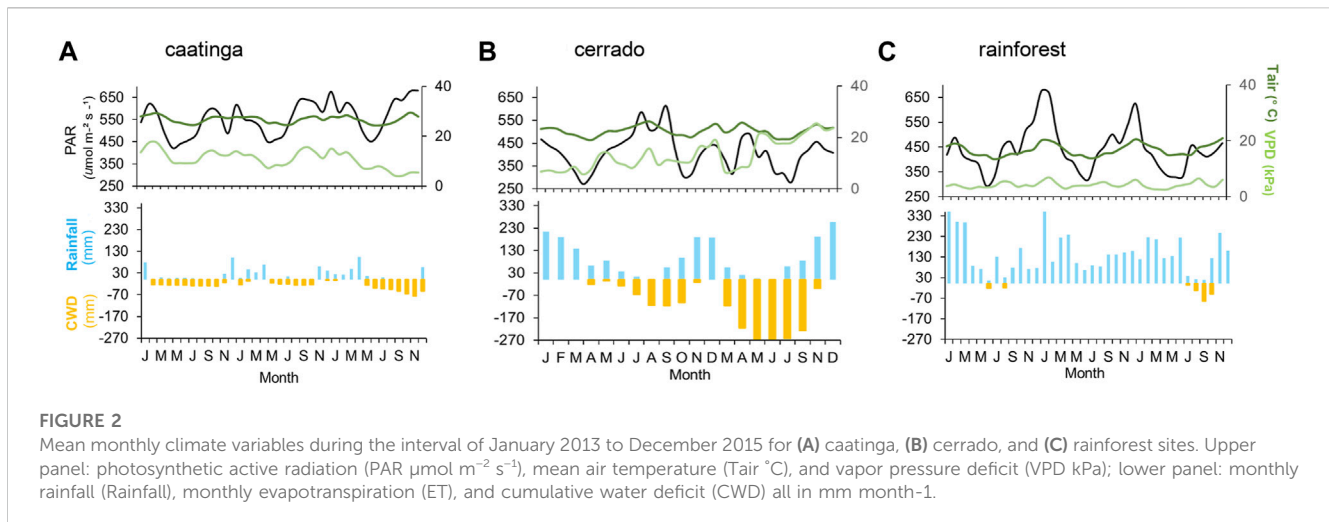 A caatinga
B cerrado
C rainforest
PAR
(umol m⁻² s ⁻¹)
650
550
450
350
250
40
20
0
650
550
450
350
250
40
20
0
650
550
450
350
250
40
20
0
Tair (° C)
VPD (kPa)
Rainfall
(mm)
CWD
(mm)
330
230
130
30
-70
-170
-270
330
230
130
30
-70
-170
-270
330
230
130
30
-70
-170
-270
J M M J S N J M M J S N J M M J S N
J F M A M J J A S O N D M A M J J S N D
J M M J S N J M M J S N J M M J S N
Month
Month
Month
FIGURE 2
Mean monthly climate variables during the interval of January 2013 to December 2015 for (A) caatinga, (B) cerrado, and (C) rainforest sites. Upper
panel: photosynthetic active radiation (PAR µmol m⁻² s⁻¹), mean air temperature (Tair ˚C), and vapor pressure deficit (VPD kPa); lower panel: monthly
rainfall (Rainfall), monthly evapotranspiration (ET), and cumulative water deficit (CWD) all in mm month-1.